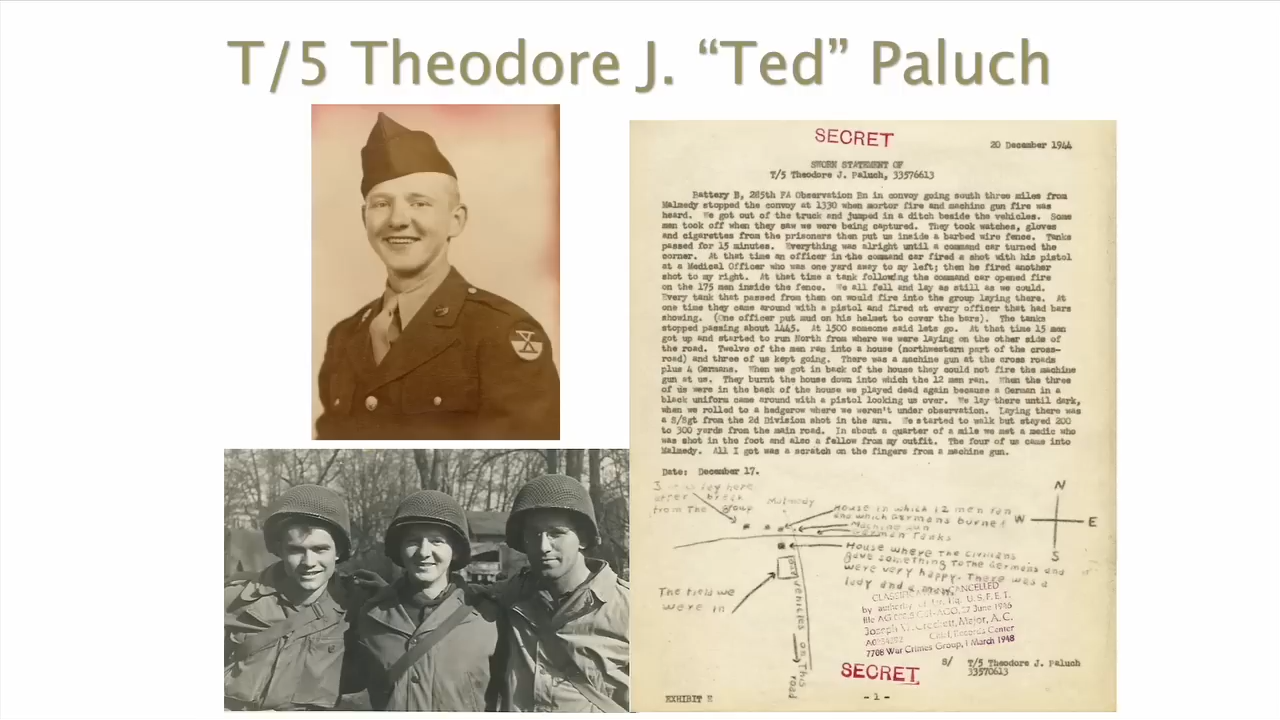 T/5 Theodore J. “Ted” Paluch
SECRET
20 December 1944
SWORN STATEMENT OF
T/5 Theodore J. Paluch, 33576613
Battery B, 285th FA Observation Bn in convoy going south three miles from
Malmedy stopped the convoy at 1330 when mortor fire and machine gun fire was
heard. We got out of the truck and jumped in a ditch beside the vehicles. Some
men took off when they saw we were being captured. They took watches, gloves
and cigarettes from the prisoners then put us inside a barbed wire fence. Tanks
passed for 15 minutes. Everything was alright until a command car turned the
corner. At that time an officer in the command car fired a shot with his pistol
at a Medical Officer who was one yard away to my left; then he fired another
shot to my right. At that time a tank following the command car opened fire
on the 175 men inside the fence. We all fell and lay as still as we could.
Every tank that passed from then on would fire into the group laying there. At
one time they came around with a pistol and fired at every officer that had bars
showing. (One officer put mud on his helmet to cover the bars). The tanks
stopped passing about 1445. At 1500 someone said lets go. At that time 15 men
got up and started to run North from where we were laying on the other side of
the road. Twelve of the men ran into a house (northwestern part of the cross-
road) and three of us kept going. There was a machine gun at the cross roads
plus 4 Germans. When we got in back of the house they could not fire the machine
gun at us. They burnt the house down into which the 12 men ran. When the three
of us were in the back of the house we played dead again because a German in a
black uniform came around with a pistol looking us over. We lay there until dark,
when we rolled to a hedgerow where we weren't under observation. Laying there was
a S/Sgt from the 2d Division shot in the arm. We started to walk but stayed 200
to 300 yards from the main road. In about a quarter of a mile we met a medic who
was shot in the foot and also a fellow from my outfit. The four of us came into
Malmedy. All I got was a scratch on the fingers from a machine gun.
Date: December 17.
lay here
after break
from The group
Malmedy
House in which 12 men ran
and which Germans burned
Machine Gun
German Tanks
N
W
E
S
House where The civilians
gave something to The Germans and
were very happy. There was a
lady and a man
The field we
were in
vehicles on This
road
CANCELLED
by authority of
U.S.F.E.T.
June 1946
Joseph
Crockett, Major, A.C.
Records Center
7708 War Crimes Group, 1 March 1948
SECRET
S/ T/5 Theodore J. Paluch
33570613
EXHIBIT E
- 1 -